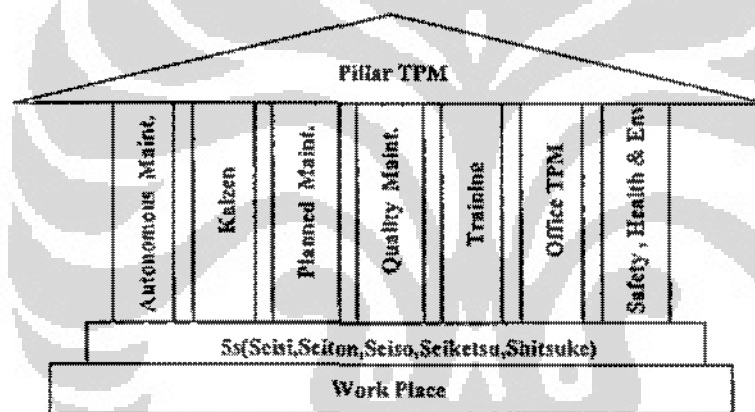 Pillar TPM
Autonomous Maint.
Kaizen
Planned Maint.
Quality Maint.
Training
Office TPM
Safety , Health & Env
5s(Seisi,Seiton,Seiso,Seiketsu,Shitsuke)
Work Place